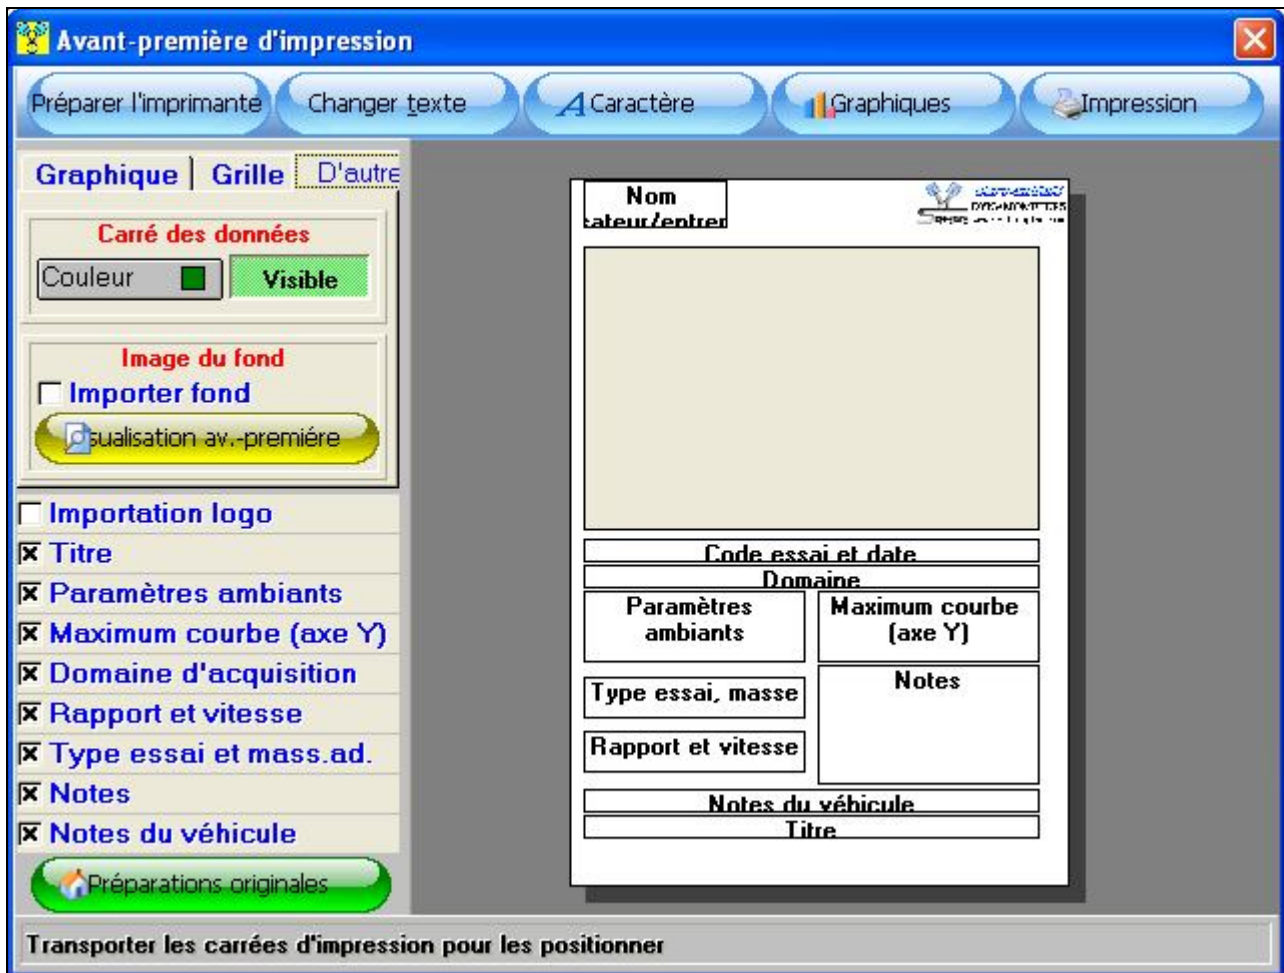 Avant-première d'impression
Préparer l'imprimante Changer texte Caractère Graphiques Impression
Graphique Grille D'autre
Carré des données
Couleur Visible
Image du fond
Importer fond
sualisation av.-premiére
Importation logo
Titre
Paramètres ambiants
Maximum courbe (axe Y)
Domaine d'acquisition
Rapport et vitesse
Type essai et mass.ad.
Notes
Notes du véhicule
Préparations originales
Nom
cateur/entrer
Code essai et date
Domaine
Paramètres
ambiants
Maximum courbe
(axe Y)
Type essai, masse
Notes
Rapport et vitesse
Notes du véhicule
Titre
Transporter les carrées d'impression pour les positionner